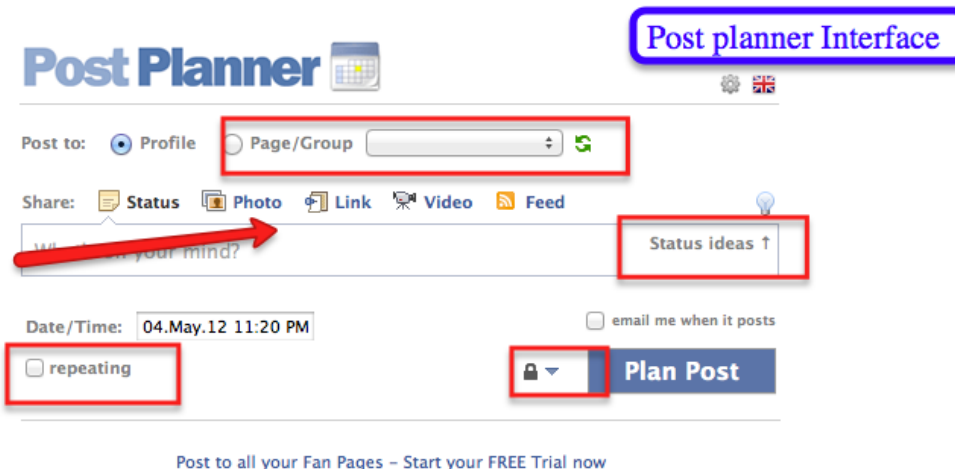 Post planner Interface
Post Planner
Post to: Profile Page/Group
Share: Status Photo Link Video Feed
your mind? Status ideas ↑
Date/Time: 04.May.12 11:20 PM email me when it posts
repeating Plan Post
Post to all your Fan Pages – Start your FREE Trial now